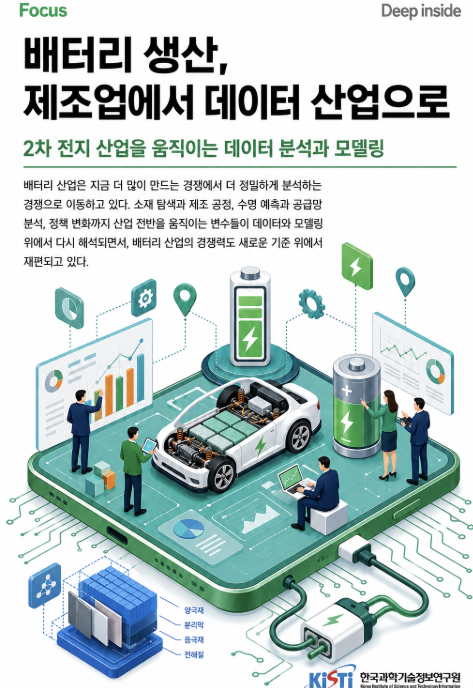 Focus
Deep inside
배터리 생산,
제조업에서 데이터 산업으로
2차 전지 산업을 움직이는 데이터 분석과 모델링
배터리 산업은 지금 더 많이 만드는 경쟁에서 더 정밀하게 분석하는
경쟁으로 이동하고 있다. 소재 탐색과 제조 공정, 수명 예측과 공급망
분석, 정책 변화까지 산업 전반을 움직이는 변수들이 데이터와 모델링
위에서 다시 해석되면서, 배터리 산업의 경쟁력도 새로운 기준 위에서
재편되고 있다.
양극재
분리막
음극재
전해질
KiSTi 한국과학기술정보연구원
Korea Institute of Science and Technology Information